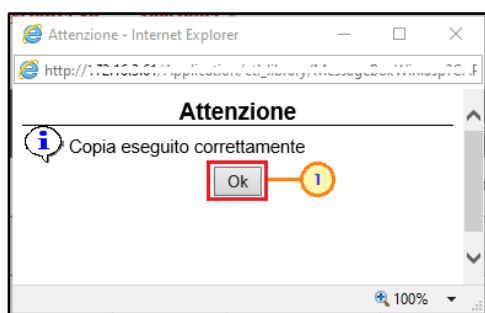 Attenzione - Internet Explorer
Attenzione
Copia eseguito correttamente
Ok
1
100%